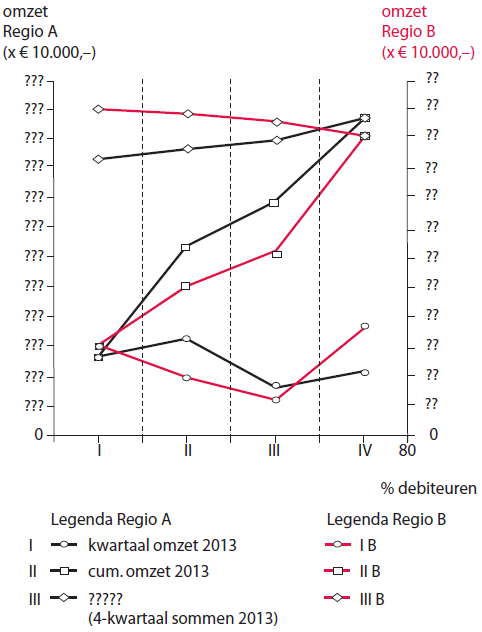 omzet
Regio A
(x € 10.000,–)
omzet
Regio B
(x € 10.000,–)
???
???
???
???
???
???
???
???
???
???
???
???
0
??
??
??
??
??
??
??
??
??
??
??
??
0
I II III IV 80
% debiteuren
Legenda Regio A
I kwartaal omzet 2013
II cum. omzet 2013
III ?????
(4-kwartaal sommen 2013)
Legenda Regio B
I B
II B
III B